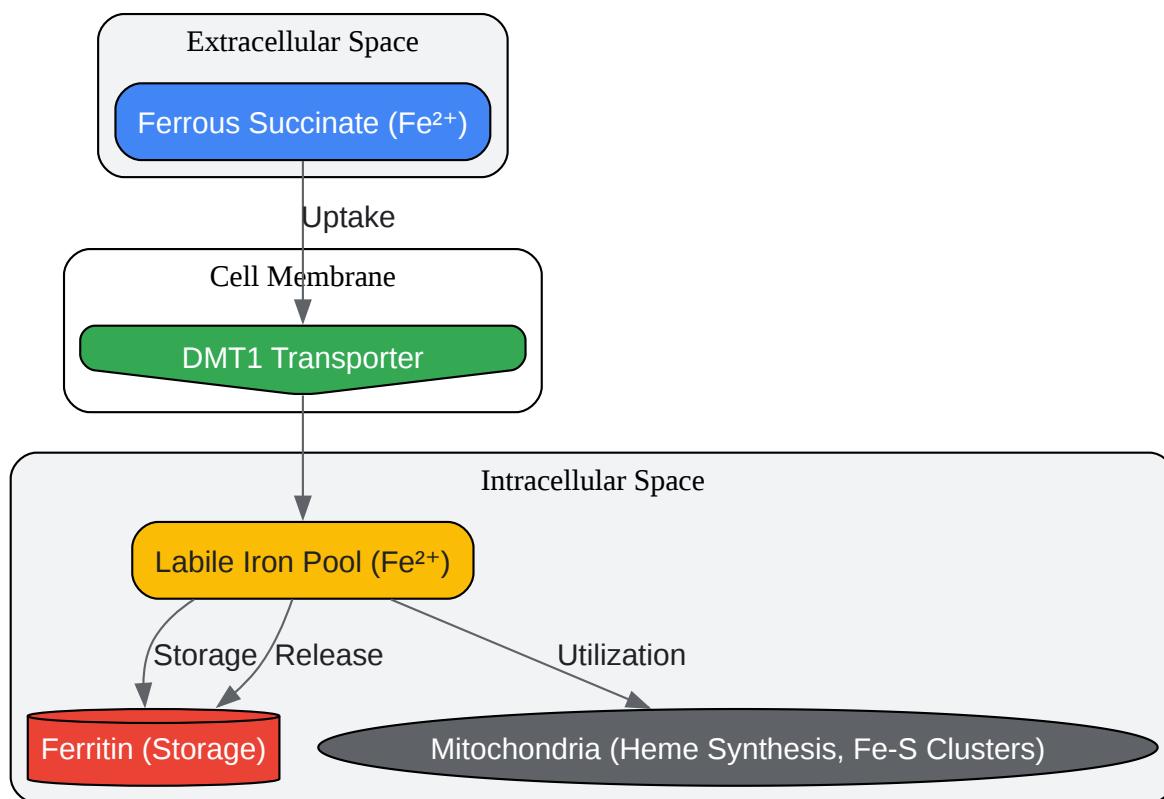 Extracellular Space
Ferrous Succinate (Fe²⁺)
Uptake
Cell Membrane
DMT1 Transporter
Intracellular Space
Labile Iron Pool (Fe²⁺)
Storage
Release
Utilization
Ferritin (Storage)
Mitochondria (Heme Synthesis, Fe-S Clusters)